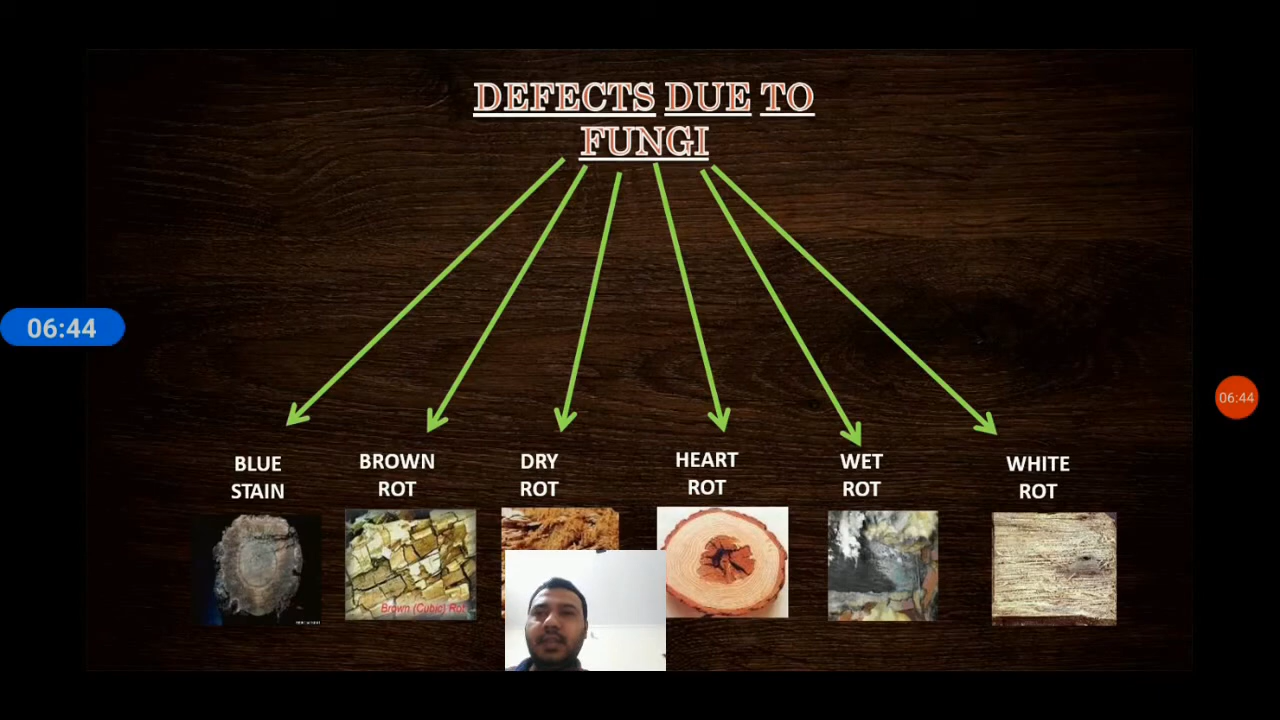 DEFECTS DUE TO
FUNGI
06:44
06:44
BLUE
STAIN
BROWN
ROT
DRY
ROT
HEART
ROT
WET
ROT
WHITE
ROT
Brown (Cubic) Rot